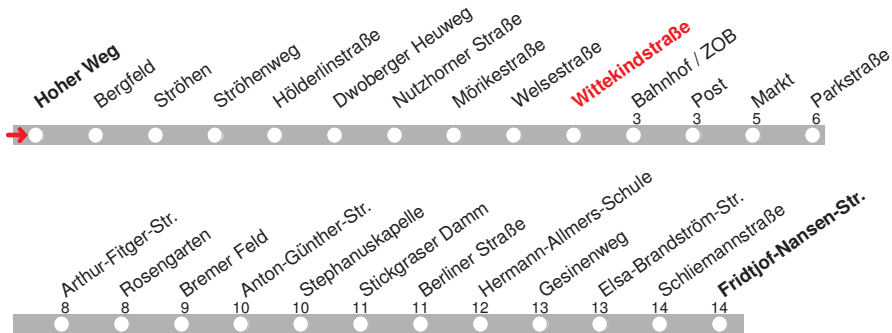 Hoher Weg
Bergfeld
Ströhen
Ströhenweg
Hölderlinstraße
Dwoberger Heuweg
Nutzhorner Straße
Mörikestraße
Welsestraße
Wittekindstraße
Bahnhof / ZOB
Post
Markt
Parkstraße
3 3 5 6
Arthur-Fitger-Str.
Rosengarten
Bremer Feld
Anton-Günther-Str.
Stephanuskapelle
Stickgraser Damm
Berliner Straße
Hermann-Allmers-Schule
Gesinenweg
Elsa-Brandström-Str.
Schliemannstraße
Fridtjof-Nansen-Str.
8 8 9 10 10 11 11 12 13 13 14 14